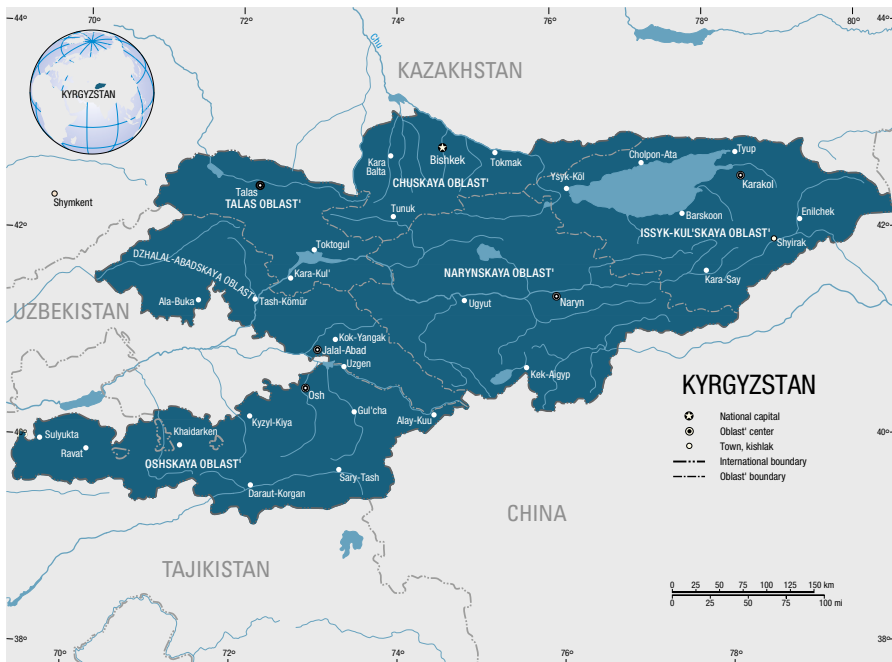 44°
72°
74°
76°
78°
80°
44°
Chu
KAZAKHSTAN
KYRGYZSTAN
Bishkek
Tokmak
Kara
Balta
CHUSKAYA OBLAST'
Cholpon-Ata
Tyup
Ysyk-Köl
Karakol
Talas
TALAS OBLAST'
Shymkent
Tunuk
Barskoon
Enilchek
42°
42°
ISSYK-KUL'SKAYA OBLAST'
Shyirak
Toktogul
DZHALAL-ABADSKAYA OBLAST'
Kara-Kul'
NARYNSKAYA OBLAST'
Kara-Say
Ala-Buka
Tash-Kömür
Ugyut
Naryn
UZBEKISTAN
Kok-Yangak
Jalal-Abad
Uzgen
Kek-Aigyp
Osh
Gul'cha
Alay-Kuu
Kyzyl-Kiya
40°
40°
Sulyukta
Khaidarken
Ravat
OSHSKAYA OBLAST'
Sary-Tash
Daraut-Korgan
CHINA
TAJIKISTAN
KYRGYZSTAN
National capital
Oblast' center
Town, kishlak
International boundary
Oblast' boundary
0 25 50 75 100 125 150 km
0 25 50 75 100 mi
38°
38°
70°
72°
74°
76°
78°